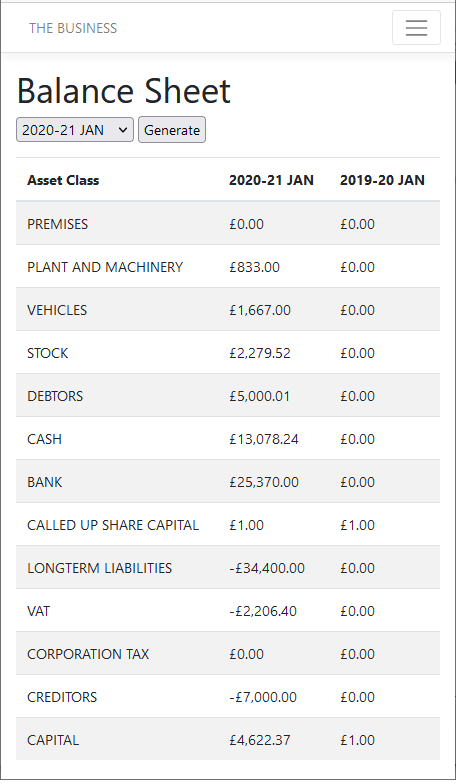 THE BUSINESS
Balance Sheet
2020-21 JAN Generate
Asset Class 2020-21 JAN 2019-20 JAN
PREMISES £0.00 £0.00
PLANT AND MACHINERY £833.00 £0.00
VEHICLES £1,667.00 £0.00
STOCK £2,279.52 £0.00
DEBTORS £5,000.01 £0.00
CASH £13,078.24 £0.00
BANK £25,370.00 £0.00
CALLED UP SHARE CAPITAL £1.00 £1.00
LONGTERM LIABILITIES -£34,400.00 £0.00
VAT -£2,206.40 £0.00
CORPORATION TAX £0.00 £0.00
CREDITORS -£7,000.00 £0.00
CAPITAL £4,622.37 £1.00